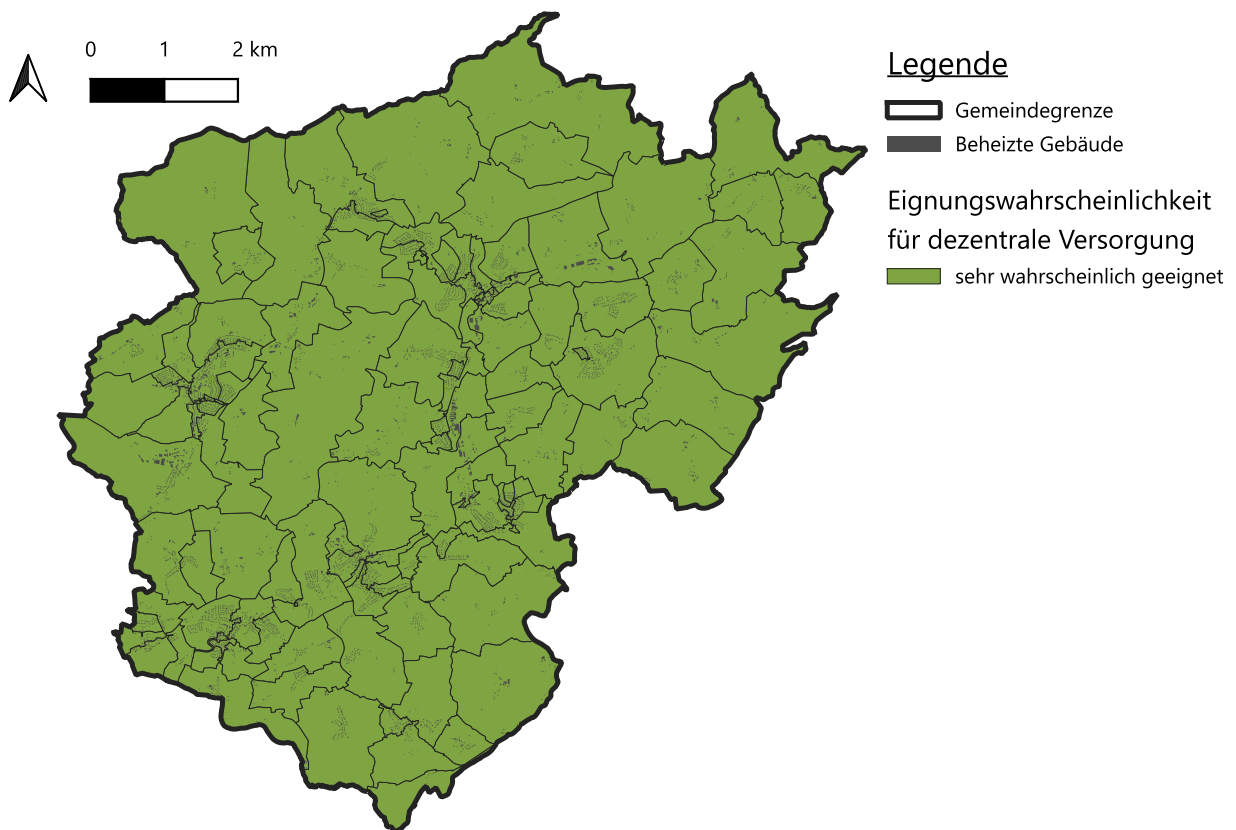 0 1 2 km
Legende
Gemeindegrenze
Beheizte Gebäude
Eignungswahrscheinlichkeit
für dezentrale Versorgung
sehr wahrscheinlich geeignet